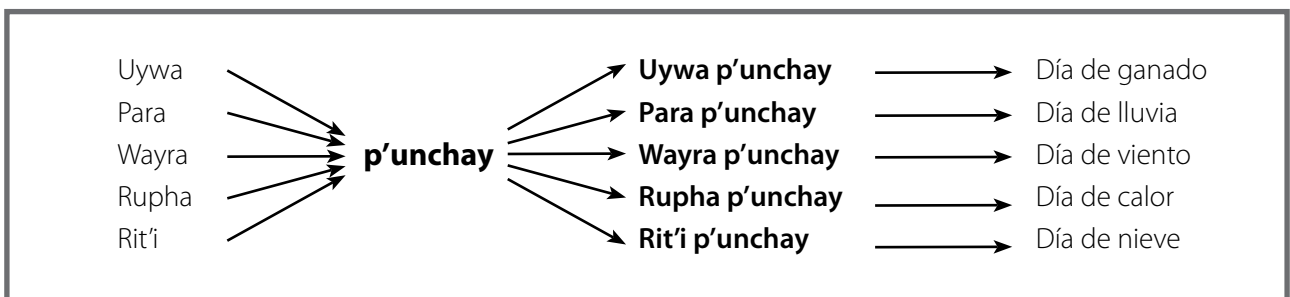 Uywa Uywa p’unchay Día de ganado
Para Para p’unchay Día de lluvia
Wayra p’unchay Wayra p’unchay Día de viento
Rupha Rupha p’unchay Día de calor
Rit’i Rit’i p’unchay Día de nieve